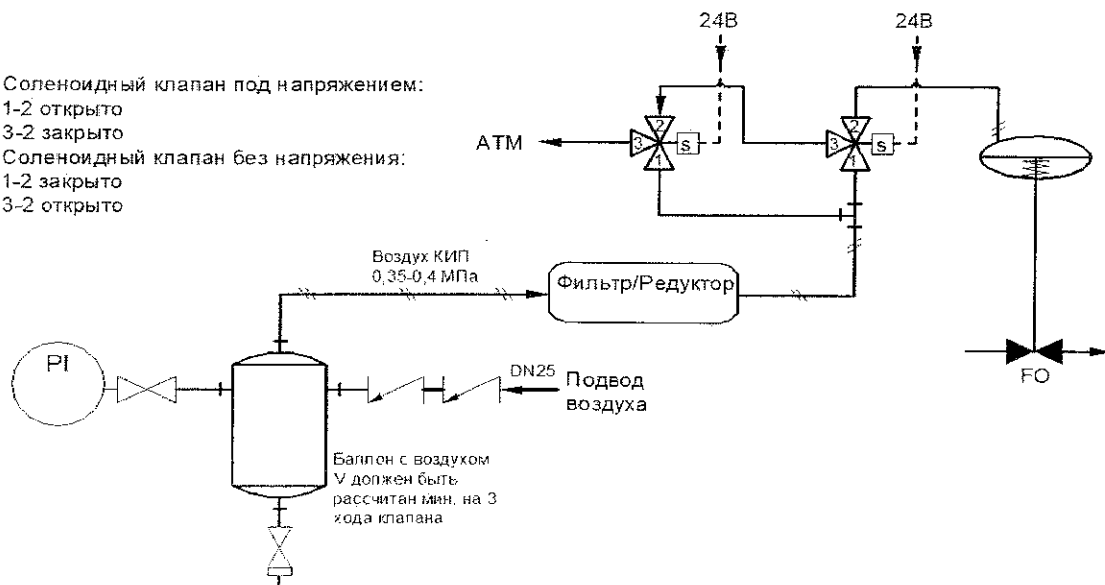 24В
24В
Соленоидный клапан под напряжением:
1-2 открыто
3-2 закрыто
Соленоидный клапан без напряжения:
1-2 закрыто
3-2 открыто
АТМ
2
3
S
1
2
3
S
1
Воздух КИП
0,35-0,4 МПа
Фильтр/Редуктор
PI
DN25
Подвод
воздуха
FO
Баллон с воздухом
V должен быть
рассчитан мин. на 3
хода клапана